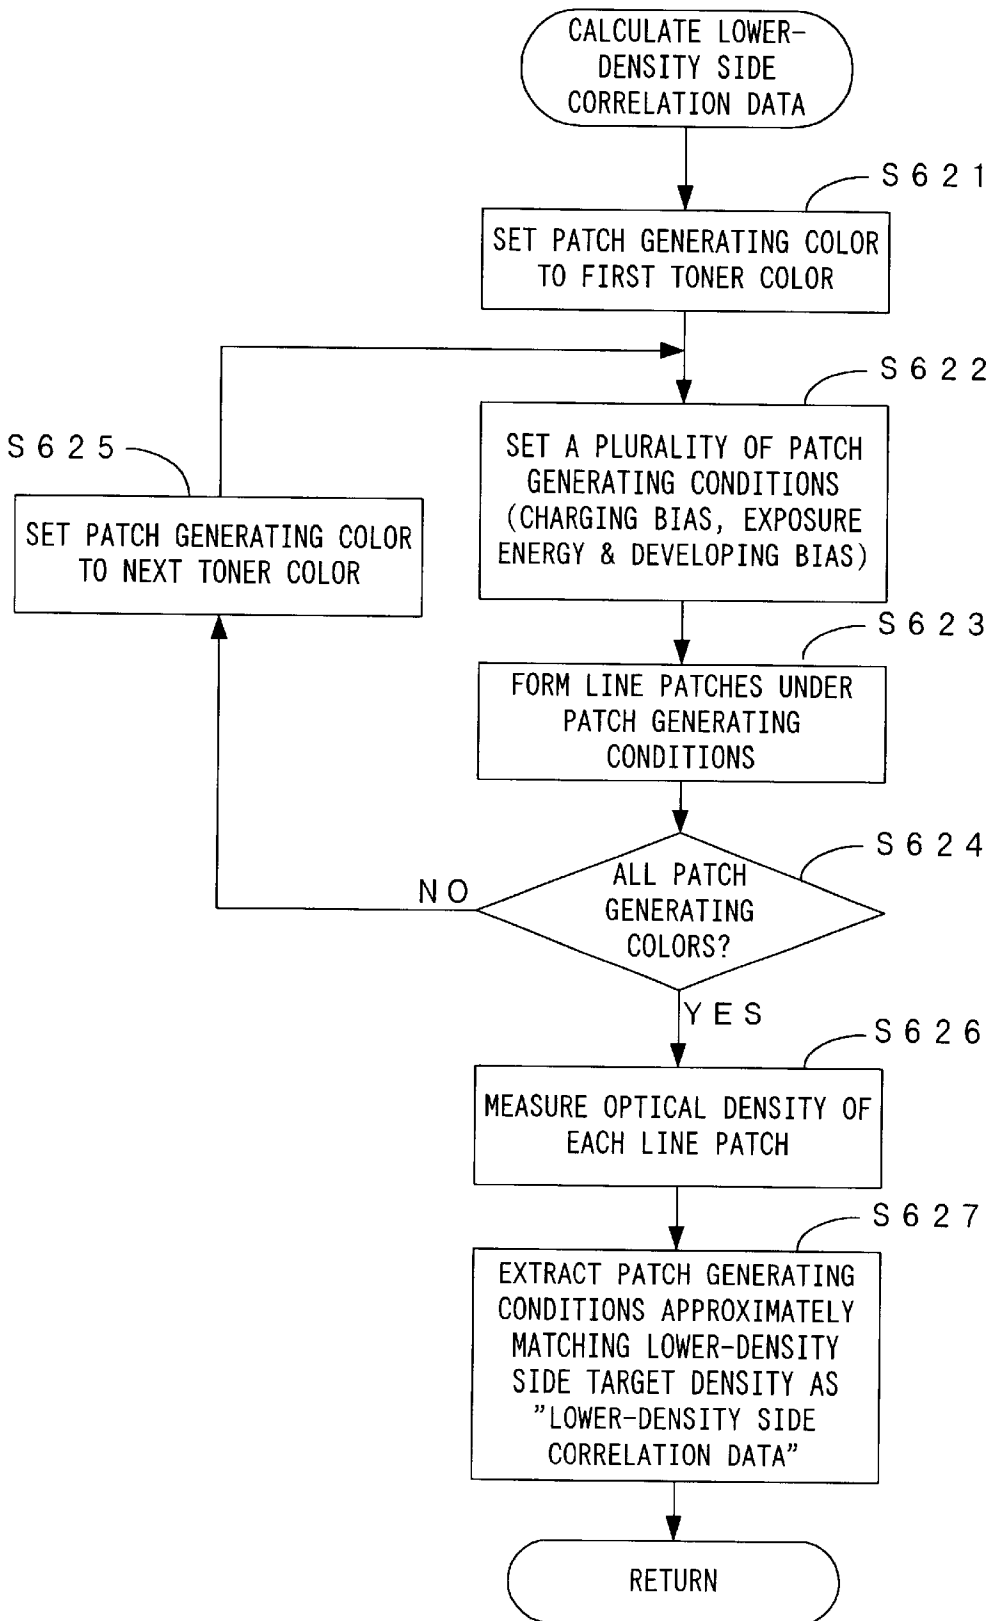 CALCULATE LOWER-
DENSITY SIDE
CORRELATION DATA
S621
SET PATCH GENERATING COLOR
TO FIRST TONER COLOR
S622
SET A PLURALITY OF PATCH
GENERATING CONDITIONS
(CHARGING BIAS, EXPOSURE
ENERGY & DEVELOPING BIAS)
S625
SET PATCH GENERATING COLOR
TO NEXT TONER COLOR
S623
FORM LINE PATCHES UNDER
PATCH GENERATING
CONDITIONS
S624
ALL PATCH
GENERATING
COLORS?
NO
YES
S626
MEASURE OPTICAL DENSITY OF
EACH LINE PATCH
S627
EXTRACT PATCH GENERATING
CONDITIONS APPROXIMATELY
MATCHING LOWER-DENSITY
SIDE TARGET DENSITY AS
"LOWER-DENSITY SIDE
CORRELATION DATA"
RETURN